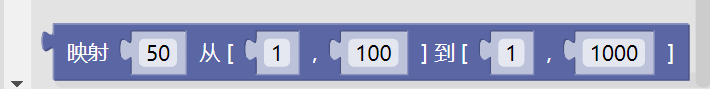 映射 50 从 [ 1 , 100 ] 到 [ 1 , 1000 ]